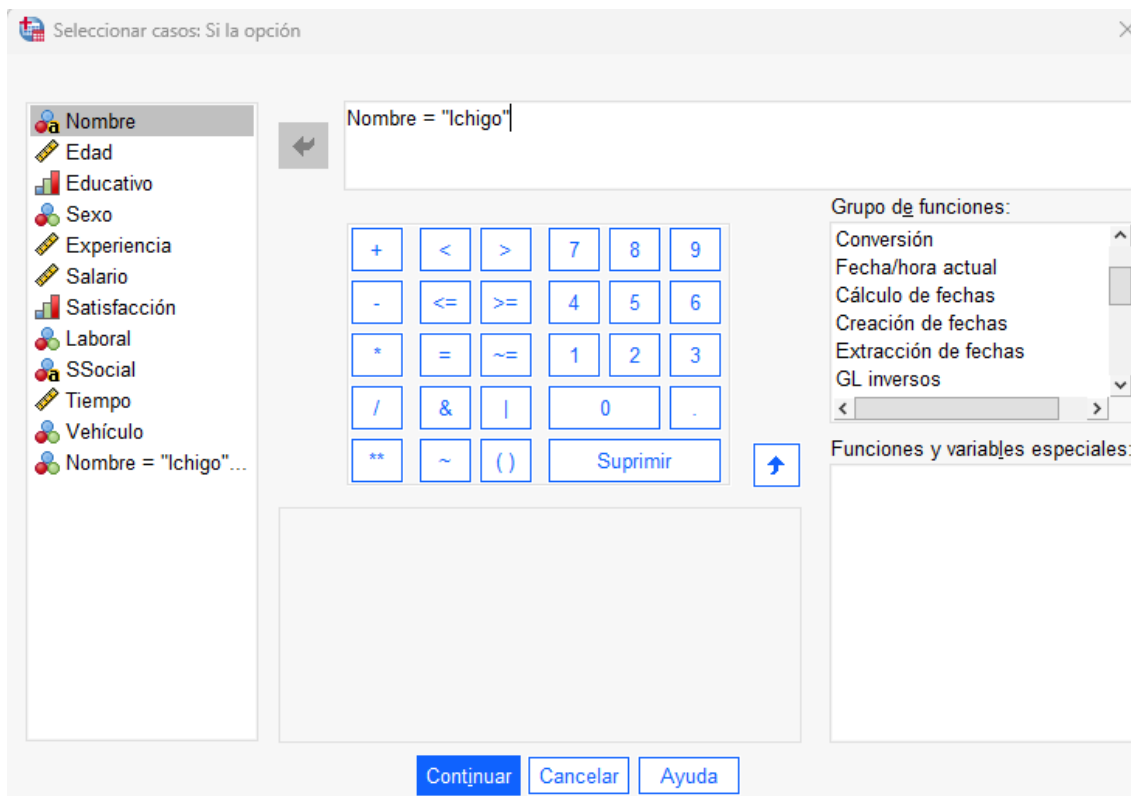 Seleccionar casos: Si la opción
Nombre
Edad
Educativo
Sexo
Experiencia
Salario
Satisfacción
Laboral
SSocial
Tiempo
Vehículo
Nombre = "Ichigo"...
Nombre = "Ichigo"
+ < > 7 8 9
- <= >= 4 5 6
* = ~= 1 2 3
/ & | 0 .
** ~ ( ) Suprimir
Grupo de funciones:
Conversión
Fecha/hora actual
Cálculo de fechas
Creación de fechas
Extracción de fechas
GL inversos
Funciones y variables especiales:
Continuar Cancelar Ayuda